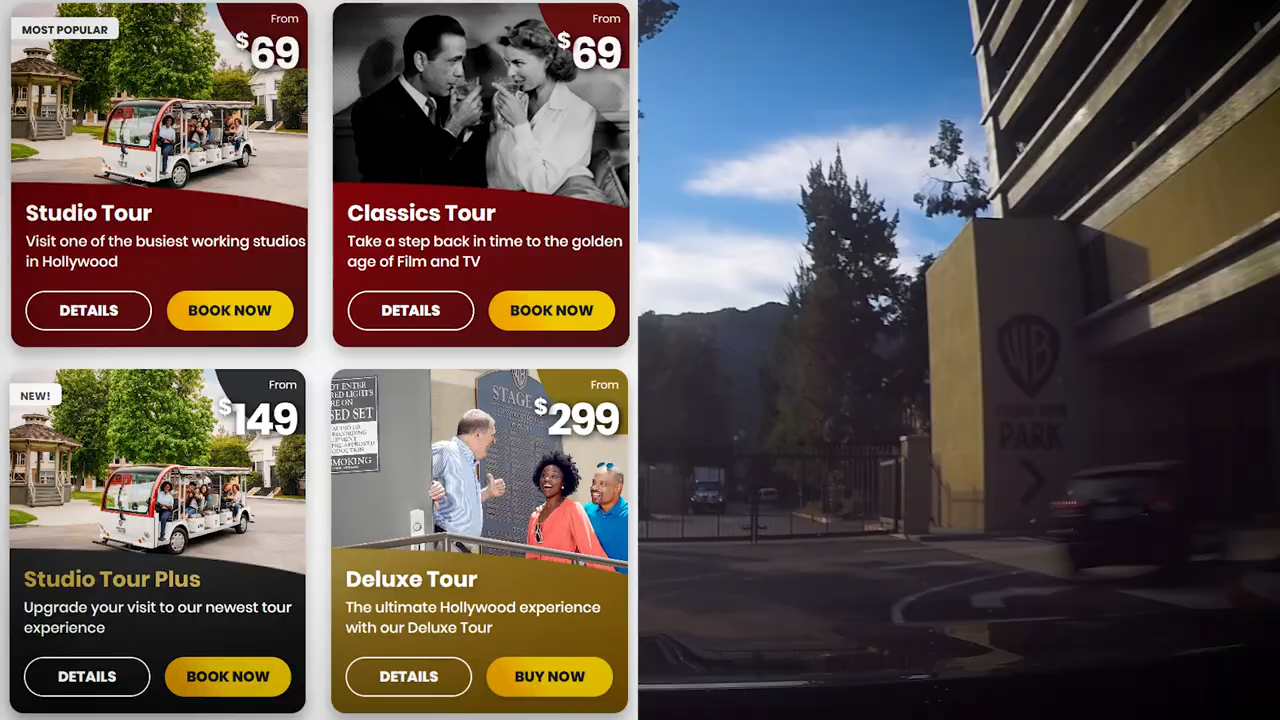 MOST POPULAR
From
$69
Studio Tour
Visit one of the busiest working studios
in Hollywood
DETAILS
BOOK NOW
From
$69
Classics Tour
Take a step back in time to the golden
age of Film and TV
DETAILS
BOOK NOW
NEW!
From
$149
Studio Tour Plus
Upgrade your visit to our newest tour
experience
DETAILS
BOOK NOW
STAGE
From
$299
Deluxe Tour
The ultimate Hollywood experience
with our Deluxe Tour
DETAILS
BUY NOW
WB